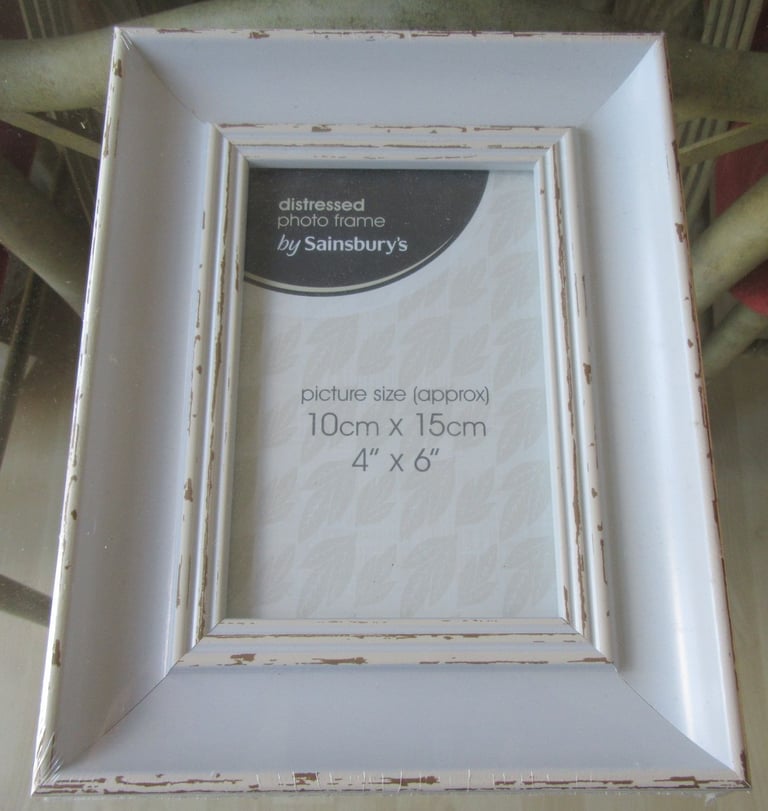 distressed
photo frame
by Sainsbury's
picture size (approx)
10cm x 15cm
4" x 6"